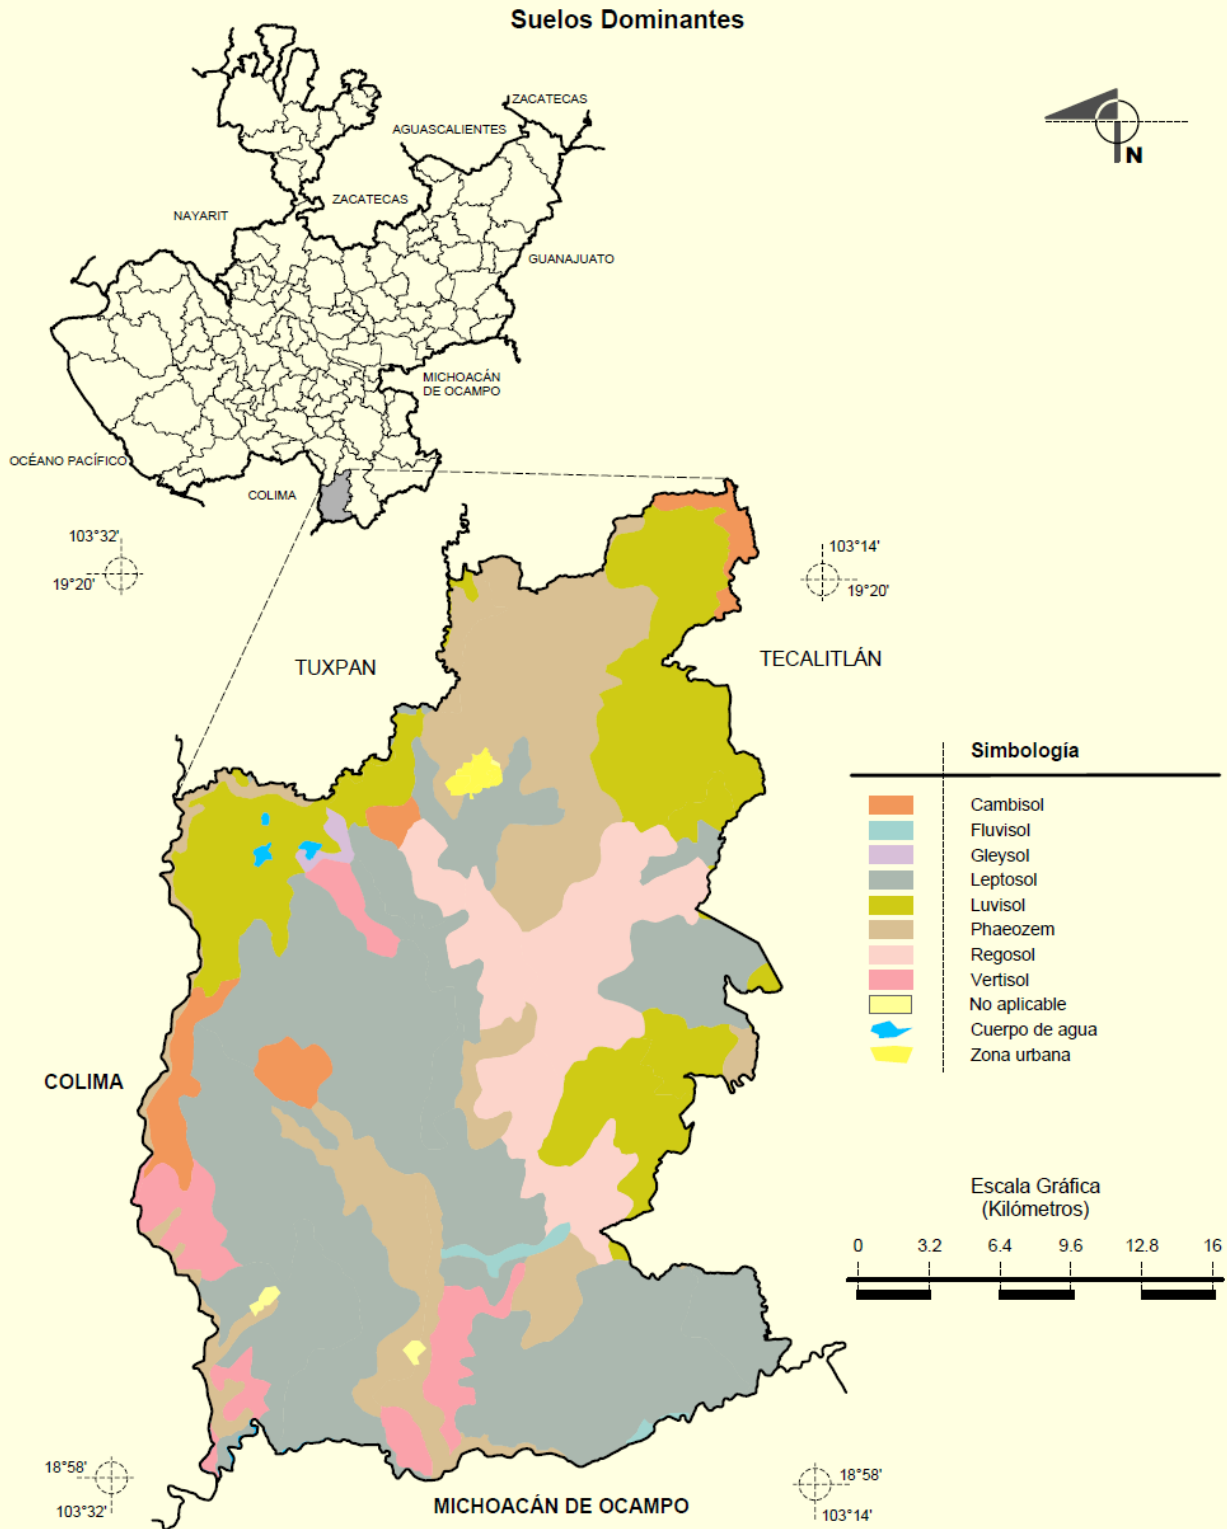 Suelos Dominantes
ZACATECAS
AGUASCALIENTES
ZACATECAS
NAYARIT
GUANAJUATO
MICHOACÁN
DE OCAMPO
OCÉANO PACÍFICO
COLIMA
N
103°32'
19°20'
103°14'
19°20'
TUXPAN
TECALITLÁN
Simbología
Cambisol
Fluvisol
Gleysol
Leptosol
Luvisol
Phaeozem
Regosol
Vertisol
No aplicable
Cuerpo de agua
Zona urbana
COLIMA
Escala Gráfica
(Kilómetros)
0 3.2 6.4 9.6 12.8 16
18°58'
103°32'
MICHOACÁN DE OCAMPO
18°58'
103°14'